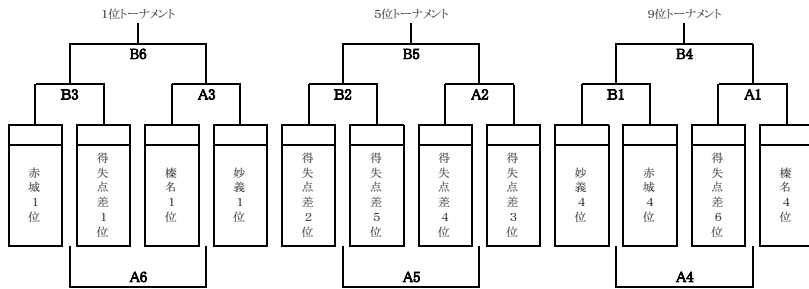 1位トーナメント
5位トーナメント
9位トーナメント
B6
B5
B4
B3
A3
B2
A2
B1
A1
赤城1位
得失点差1位
榛名1位
妙義1位
得失点差2位
得失点差5位
得失点差4位
得失点差3位
妙義4位
赤城4位
得失点差6位
榛名4位
A6
A5
A4